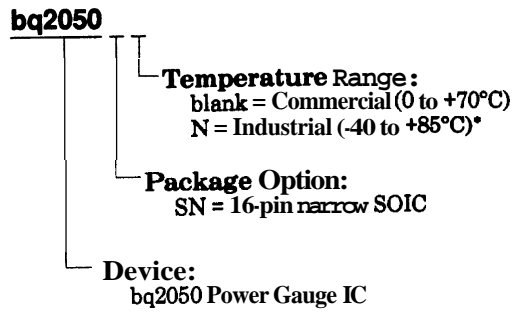 bq2050
Temperature Range:
blank = Commercial (0 to +70°C)
N = Industrial (-40 to +85°C)*
Package Option:
SN = 16-pin narrow SOIC
Device:
bq2050 Power Gauge IC